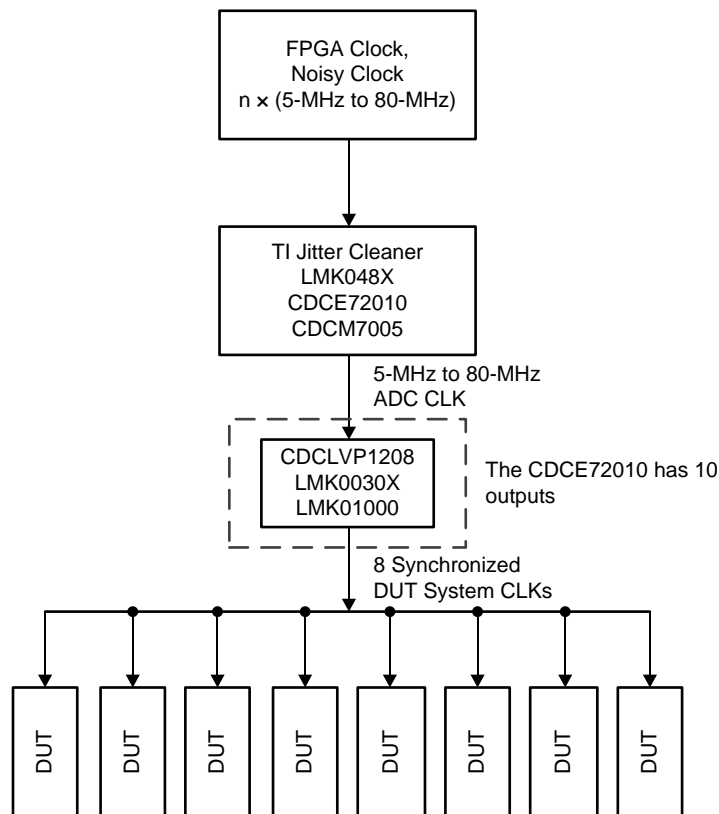 FPGA Clock,
Noisy Clock
n × (5-MHz to 80-MHz)
TI Jitter Cleaner
LMK048X
CDCE72010
CDCM7005
5-MHz to 80-MHz
ADC CLK
CDCLVP1208
LMK0030X
LMK01000
The CDCE72010 has 10
outputs
8 Synchronized
DUT System CLKs
DUT
DUT
DUT
DUT
DUT
DUT
DUT
DUT